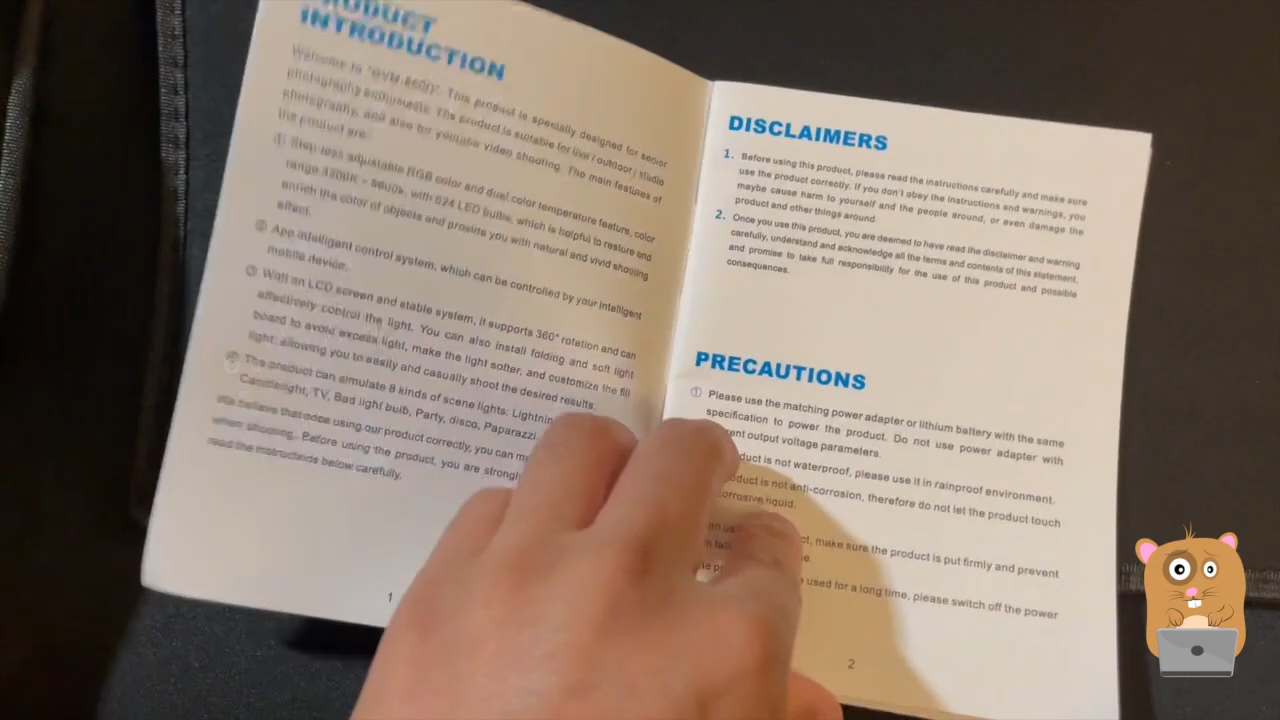 PRODUCT
INTRODUCTION
Welcome to "GVM-880D". This product is specially designed for senior
photography enthusiasts. The product is suitable for live / outdoor / studio
photography, and also for youtube video shooting. The main features of
the product are:
① Step-less adjustable RGB color and dual color temperature feature, color
range 3200K - 5600k, with 624 LED bulbs, which is helpful to restore and
enrich the color of objects and provide you with natural and vivid shooting
effect.
② App intelligent control system, which can be controlled by your intelligent
mobile device.
③ With an LCD screen and stable system, it supports 360° rotation and can
effectively control the light. You can also install folding and soft light
board to avoid excess light, make the light softer, and customize the fill
light, allowing you to easily and casually shoot the desired results.
④ The product can simulate 8 kinds of scene lights: Lightnin
Candlelight, TV, Bad light bulb, Party, disco, Paparazzi
We believe that once using our product correctly, you can m
when shooting. Before using the product, you are strongl
read the instructions below carefully.
1
DISCLAIMERS
1. Before using this product, please read the instructions carefully and make sure
use the product correctly. If you don't obey the instructions and warnings, you
maybe cause harm to yourself and the people around, or even damage the
product and other things around.
2. Once you use this product, you are deemed to have read the disclaimer and warning
carefully, understand and acknowledge all the terms and contents of this statement,
and promise to take full responsibility for the use of this product and possible
consequences.
PRECAUTIONS
① Please use the matching power adapter or lithium battery with the same
specification to power the product. Do not use power adapter with
rent output voltage parameters.
duct is not waterproof, please use it in rainproof environment.
oduct is not anti-corrosion, therefore do not let the product touch
corrosive liquid.
ct, make sure the product is put firmly and prevent
used for a long time, please switch off the power
2